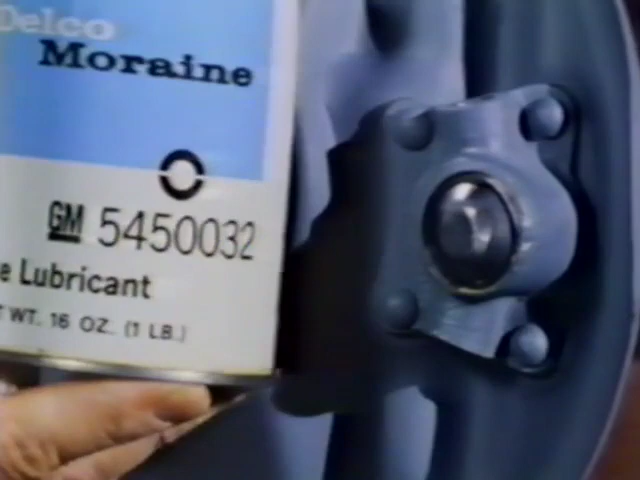 Delco
Moraine
GM 5450032
e Lubricant
T WT. 16 OZ. (1 LB.)